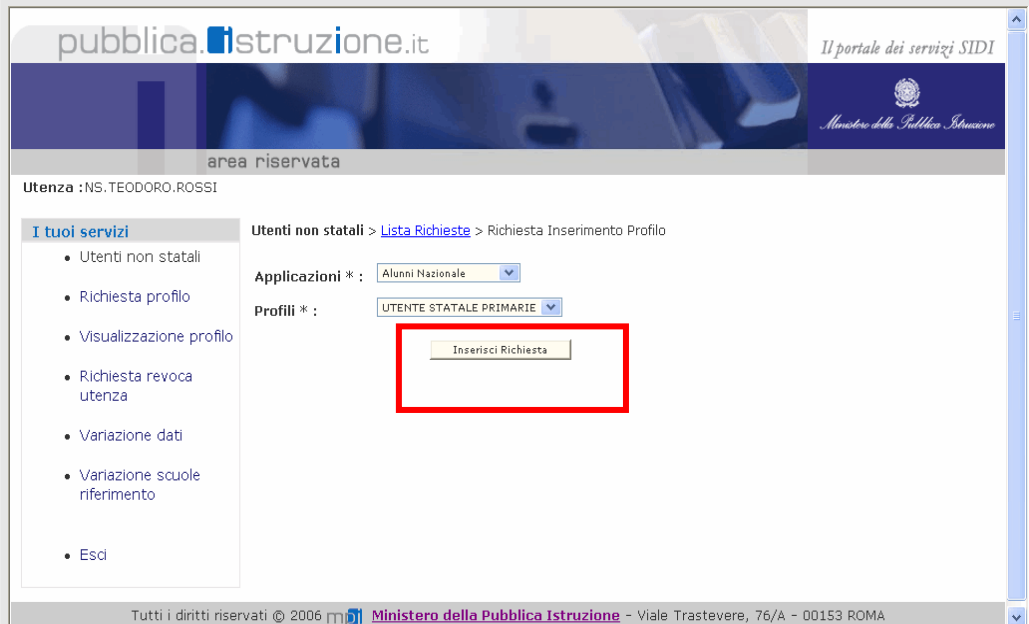 pubblica.istruzione.it
Il portale dei servizi SIDI
Ministero della Pubblica Istruzione
area riservata
Utenza :NS.TEODORO.ROSSI
I tuoi servizi
Utenti non statali
Richiesta profilo
Visualizzazione profilo
Richiesta revoca
utenza
Variazione dati
Variazione scuole
riferimento
Esci
Utenti non statali > Lista Richieste > Richiesta Inserimento Profilo
Applicazioni * : Alunni Nazionale
Profili * : UTENTE STATALE PRIMARIE
Inserisci Richiesta
Tutti i diritti riservati © 2006 mpi Ministero della Pubblica Istruzione - Viale Trastevere, 76/A - 00153 ROMA